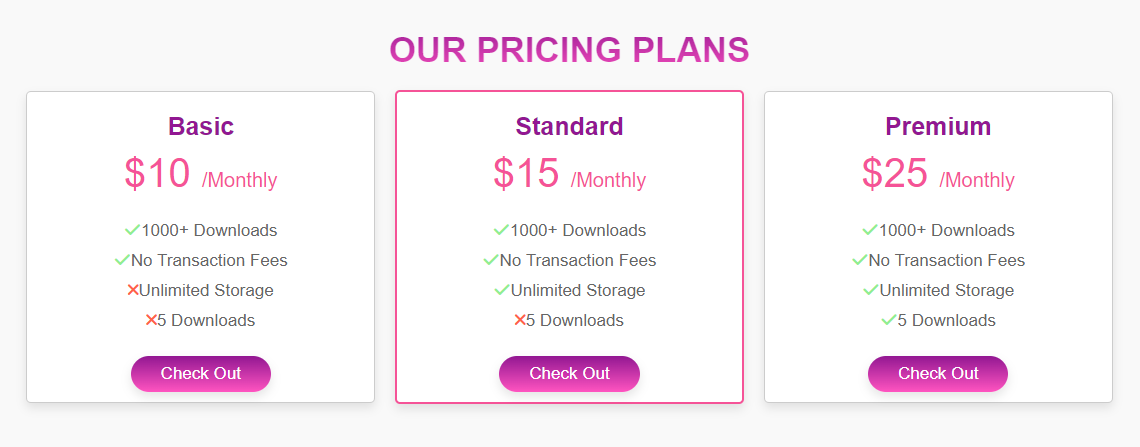 OUR PRICING PLANS
Basic
$10 /Monthly
1000+ Downloads
No Transaction Fees
Unlimited Storage
5 Downloads
Check Out
Standard
$15 /Monthly
1000+ Downloads
No Transaction Fees
Unlimited Storage
5 Downloads
Check Out
Premium
$25 /Monthly
1000+ Downloads
No Transaction Fees
Unlimited Storage
5 Downloads
Check Out